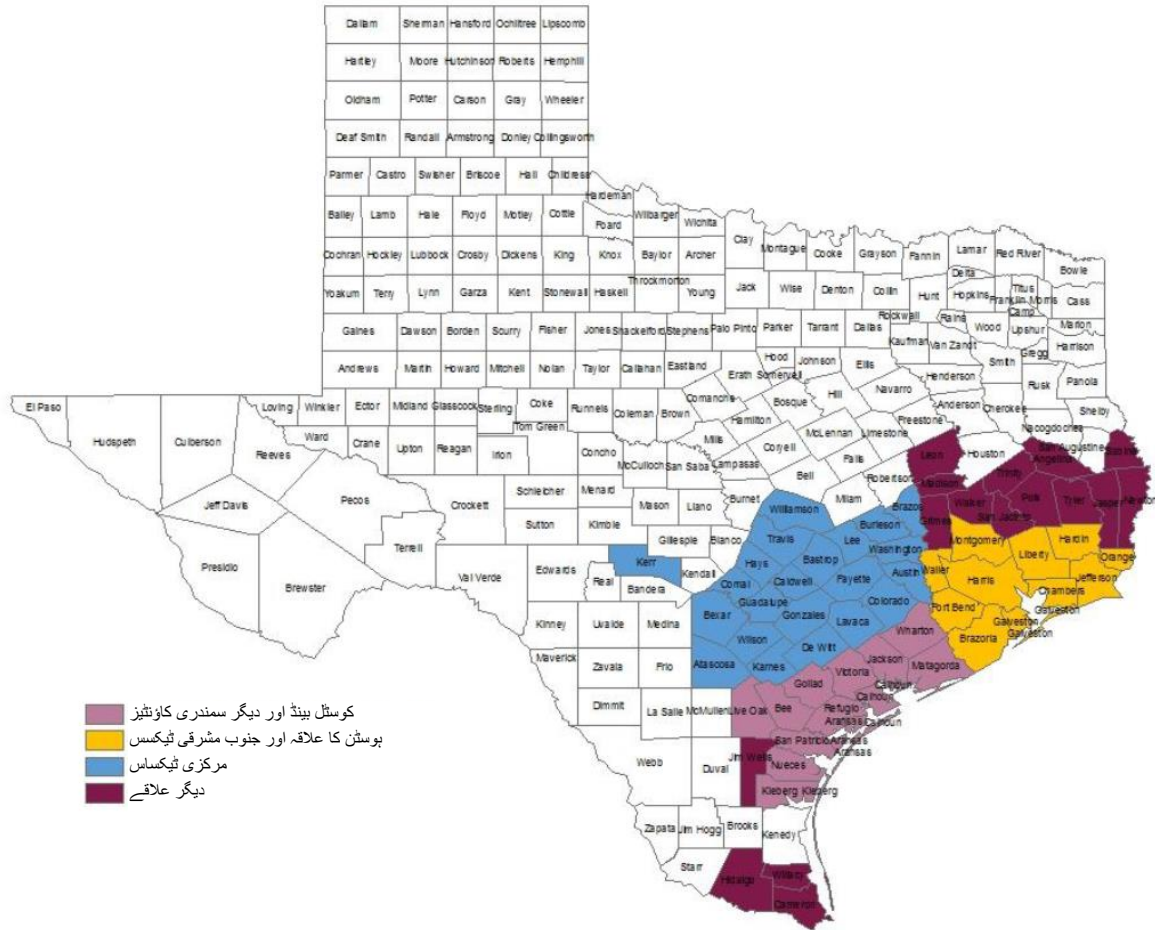 Dallam Sherman Hansford Ochiltree Lipscomb
Hartley Moore Hutchinson Roberts Hemphill
Oldham Potter Carson Gray Wheeler
Deaf Smith Randall Armstrong Donley Collingsworth
Parmer Castro Swisher Briscoe Hall Childress
Hardeman
Bailey Lamb Hale Floyd Motley Cottle Foard Wilbarger Wichita
Clay Montague Cooke Grayson Fannin Lamar Red River Bowie
Cochran Hockley Lubbock Crosby Dickens King Knox Baylor Archer
Delta Titus
Yoakum Terry Lynn Garza Kent Stonewall Haskell Throckmorton Young Jack Wise Denton Collin Hunt Hopkins Franklin Morris Cass
Rockwall Rains Camp
Gaines Dawson Borden Scurry Fisher Jones Shackelford Stephens Palo Pinto Parker Tarrant Dallas Kaufman Van Zandt Wood Upshur Marion
Gregg Harrison
Andrews Martin Howard Mitchell Nolan Taylor Callahan Eastland Erath Somervell Hood Johnson Ellis Henderson Smith Rusk Panola
El Paso Hudspeth Culberson Loving Winkler Ector Midland Glasscock Sterling Coke Runnels Coleman Brown Comanche Bosque Hill Navarro Anderson Cherokee Shelby
Nacogdoches
Reeves Ward Crane Upton Reagan Irion Tom Green Concho McCulloch San Saba Mills Hamilton Coryell McLennan Limestone Freestone Leon Houston San Augustine Sabine
Angelina
Jeff Davis Pecos Crockett Schleicher Menard Mason Llano Lampasas Burnet Bell Falls Milam Robertson Madison Trinity
Brazos Grimes Walker Polk Tyler Jasper Newton
San Jacinto
Presidio Brewster Terrell Val Verde Sutton Kimble Gillespie Blanco Williamson Travis Lee Burleson Washington Montgomery Liberty Hardin Orange
Edwards Kerr Kendall Hays Bastrop Austin Waller Harris Jefferson
Real Bandera Comal Caldwell Fayette Colorado Fort Bend Chambers
Galveston
Galveston
Galveston
Kinney Uvalde Medina Bexar Guadalupe Gonzales Lavaca Wharton Brazoria
Maverick Zavala Frio Atascosa Wilson Karnes De Witt Victoria Jackson Matagorda
Calhoun
Calhoun
Calhoun
Dimmit La Salle McMullen Live Oak Bee Goliad Refugio
Aransas
Aransas
Aransas
Webb Duval Jim Wells San Patricio Nueces
Kleberg Kleberg
Zapata Jim Hogg Brooks Kenedy
Starr Hidalgo Willacy
Cameron
کوسٹل بینڈ اور دیگر سمندری کاؤنٹیز
ہوسٹن کا علاقہ اور جنوب مشرقی ٹیکسس
مرکزی ٹیکساس
دیگر علاقے